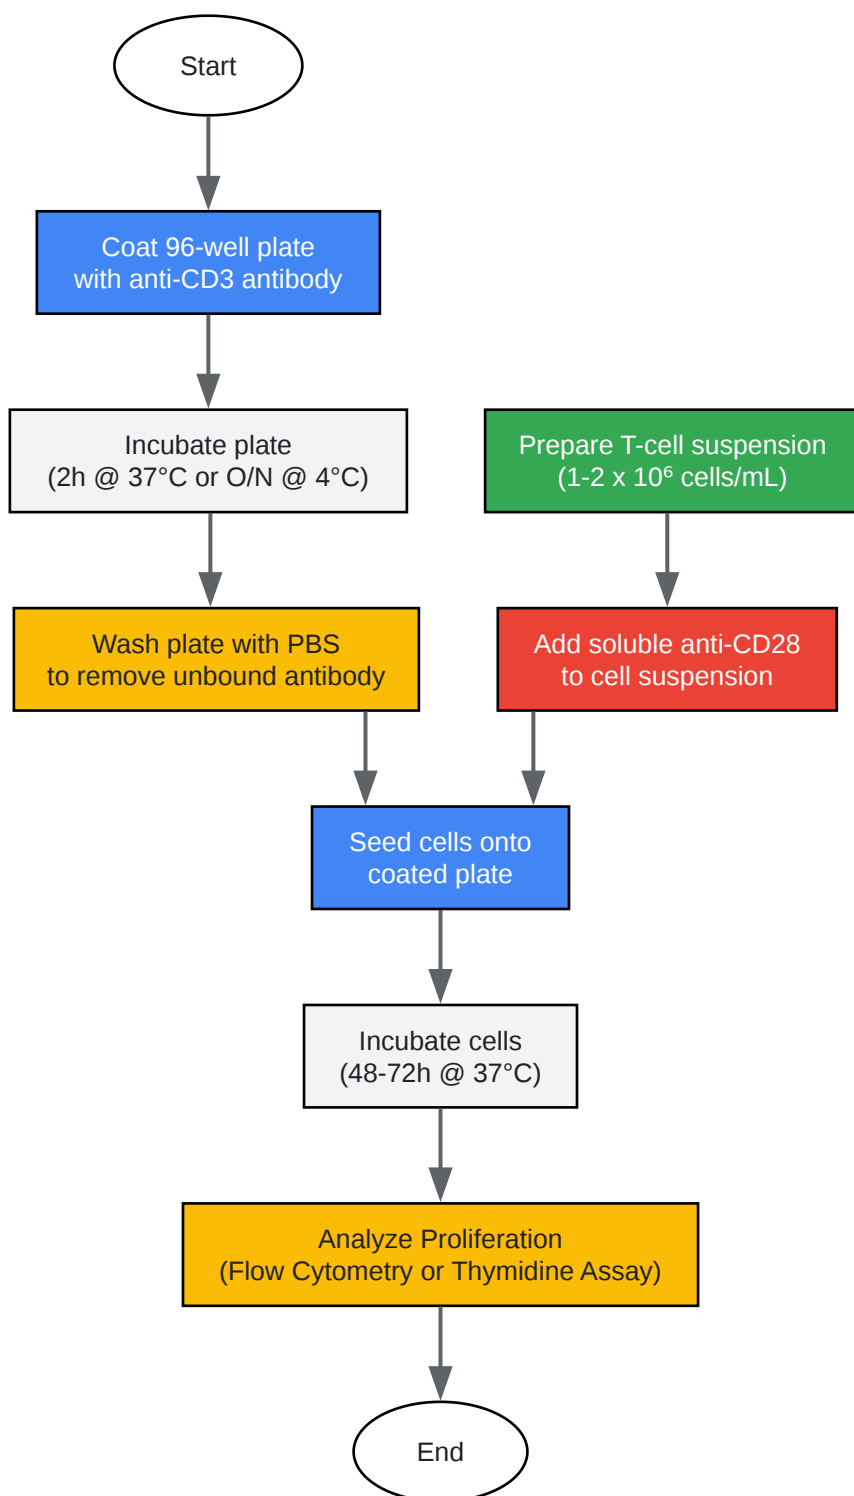 Start
Coat 96-well plate
with anti-CD3 antibody
Incubate plate
(2h @ 37°C or O/N @ 4°C)
Prepare T-cell suspension
(1-2 x 10⁶ cells/mL)
Wash plate with PBS
to remove unbound antibody
Add soluble anti-CD28
to cell suspension
Seed cells onto
coated plate
Incubate cells
(48-72h @ 37°C)
Analyze Proliferation
(Flow Cytometry or Thymidine Assay)
End